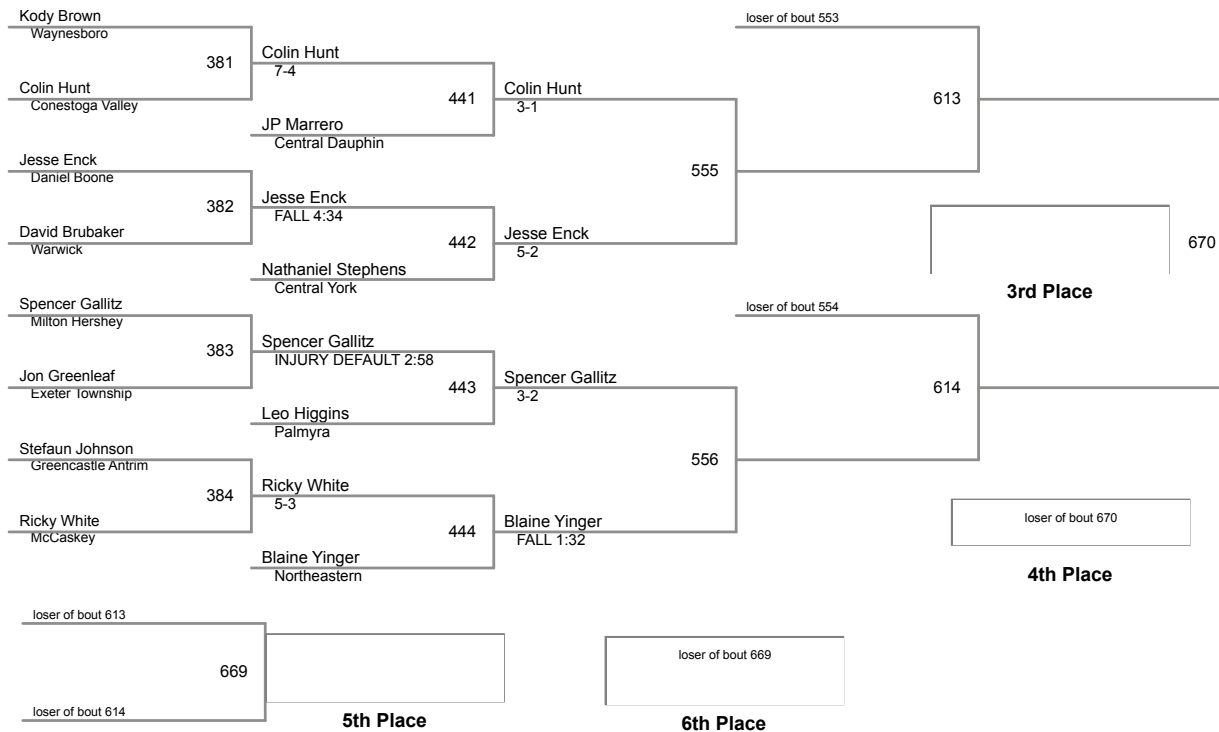 Kody Brown
Waynesboro
381
Colin Hunt
Conestoga Valley
Colin Hunt
7-4
441
JP Marrero
Central Dauphin
Colin Hunt
3-1
Jesse Enck
Daniel Boone
382
David Brubaker
Warwick
Jesse Enck
FALL 4:34
442
Nathaniel Stephens
Central York
Jesse Enck
5-2
555
loser of bout 553
613
670
3rd Place
Spencer Gallitz
Milton Hershey
383
Jon Greenleaf
Exeter Township
Spencer Gallitz
INJURY DEFAULT 2:58
443
Leo Higgins
Palmyra
Spencer Gallitz
3-2
Stefaun Johnson
Greencastle Antrim
384
Ricky White
McCaskey
Ricky White
5-3
444
Blaine Yinger
Northeastern
Blaine Yinger
FALL 1:32
556
loser of bout 554
614
loser of bout 670
4th Place
loser of bout 613
669
loser of bout 614
5th Place
loser of bout 669
6th Place